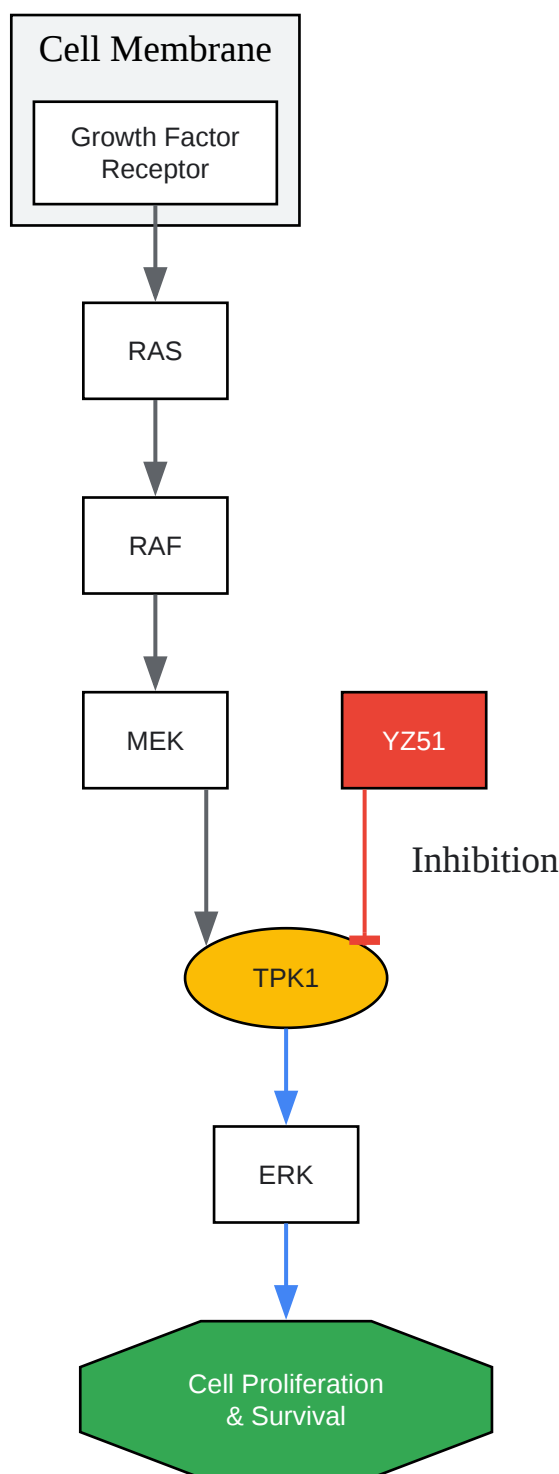 Cell Membrane
Growth Factor
Receptor
RAS
RAF
MEK
YZ51
Inhibition
TPK1
ERK
Cell Proliferation
& Survival